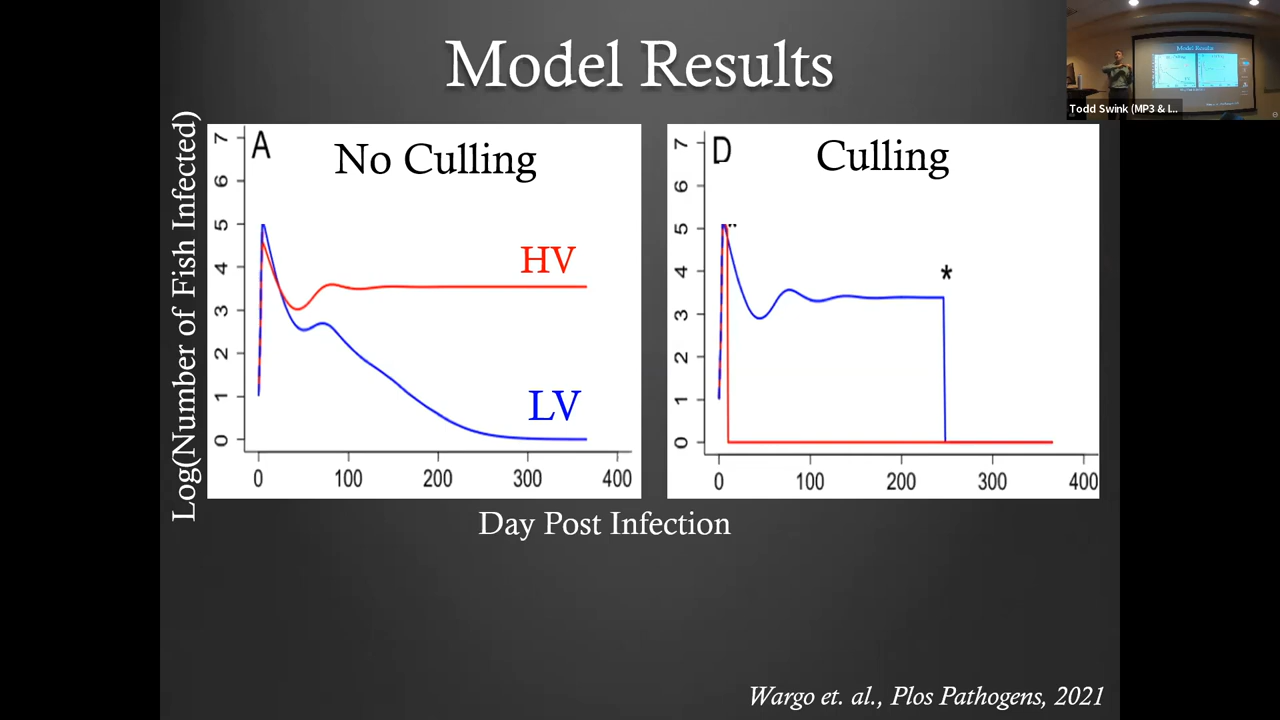 Model Results
Todd Swink (MP3 & I...
Log(Number of Fish Infected)
A
No Culling
7
6
5
4
3
2
1
0
HV
LV
0 100 200 300 400
D
Culling
7
6
5
4
3
2
1
0
*
0 100 200 300 400
Day Post Infection
Wargo et. al., Plos Pathogens, 2021